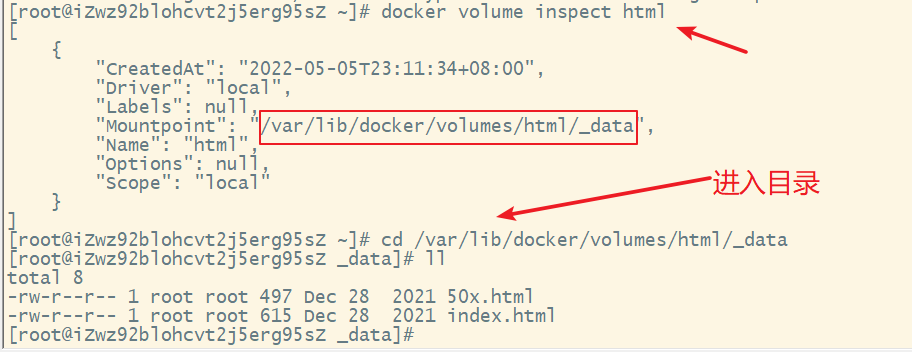 [root@iZwz92blohcvt2j5erg95sZ ~]# docker volume inspect html
[
    {
        "CreatedAt": "2022-05-05T23:11:34+08:00",
        "Driver": "local",
        "Labels": null,
        "Mountpoint": "/var/lib/docker/volumes/html/_data",
        "Name": "html",
        "Options": null,
        "Scope": "local"
    }
]
进入目录
[root@iZwz92blohcvt2j5erg95sZ ~]# cd /var/lib/docker/volumes/html/_data
[root@iZwz92blohcvt2j5erg95sZ _data]# ll
total 8
-rw-r--r-- 1 root root 497 Dec 28  2021 50x.html
-rw-r--r-- 1 root root 615 Dec 28  2021 index.html
[root@iZwz92blohcvt2j5erg95sZ _data]#